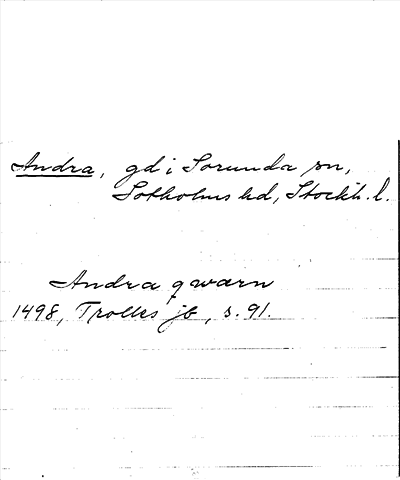 Andra, gd i Sorunda sn,
Sotholms hd, Stockh. l.
Andra qwarn
1498, Trolles jb, s. 91.